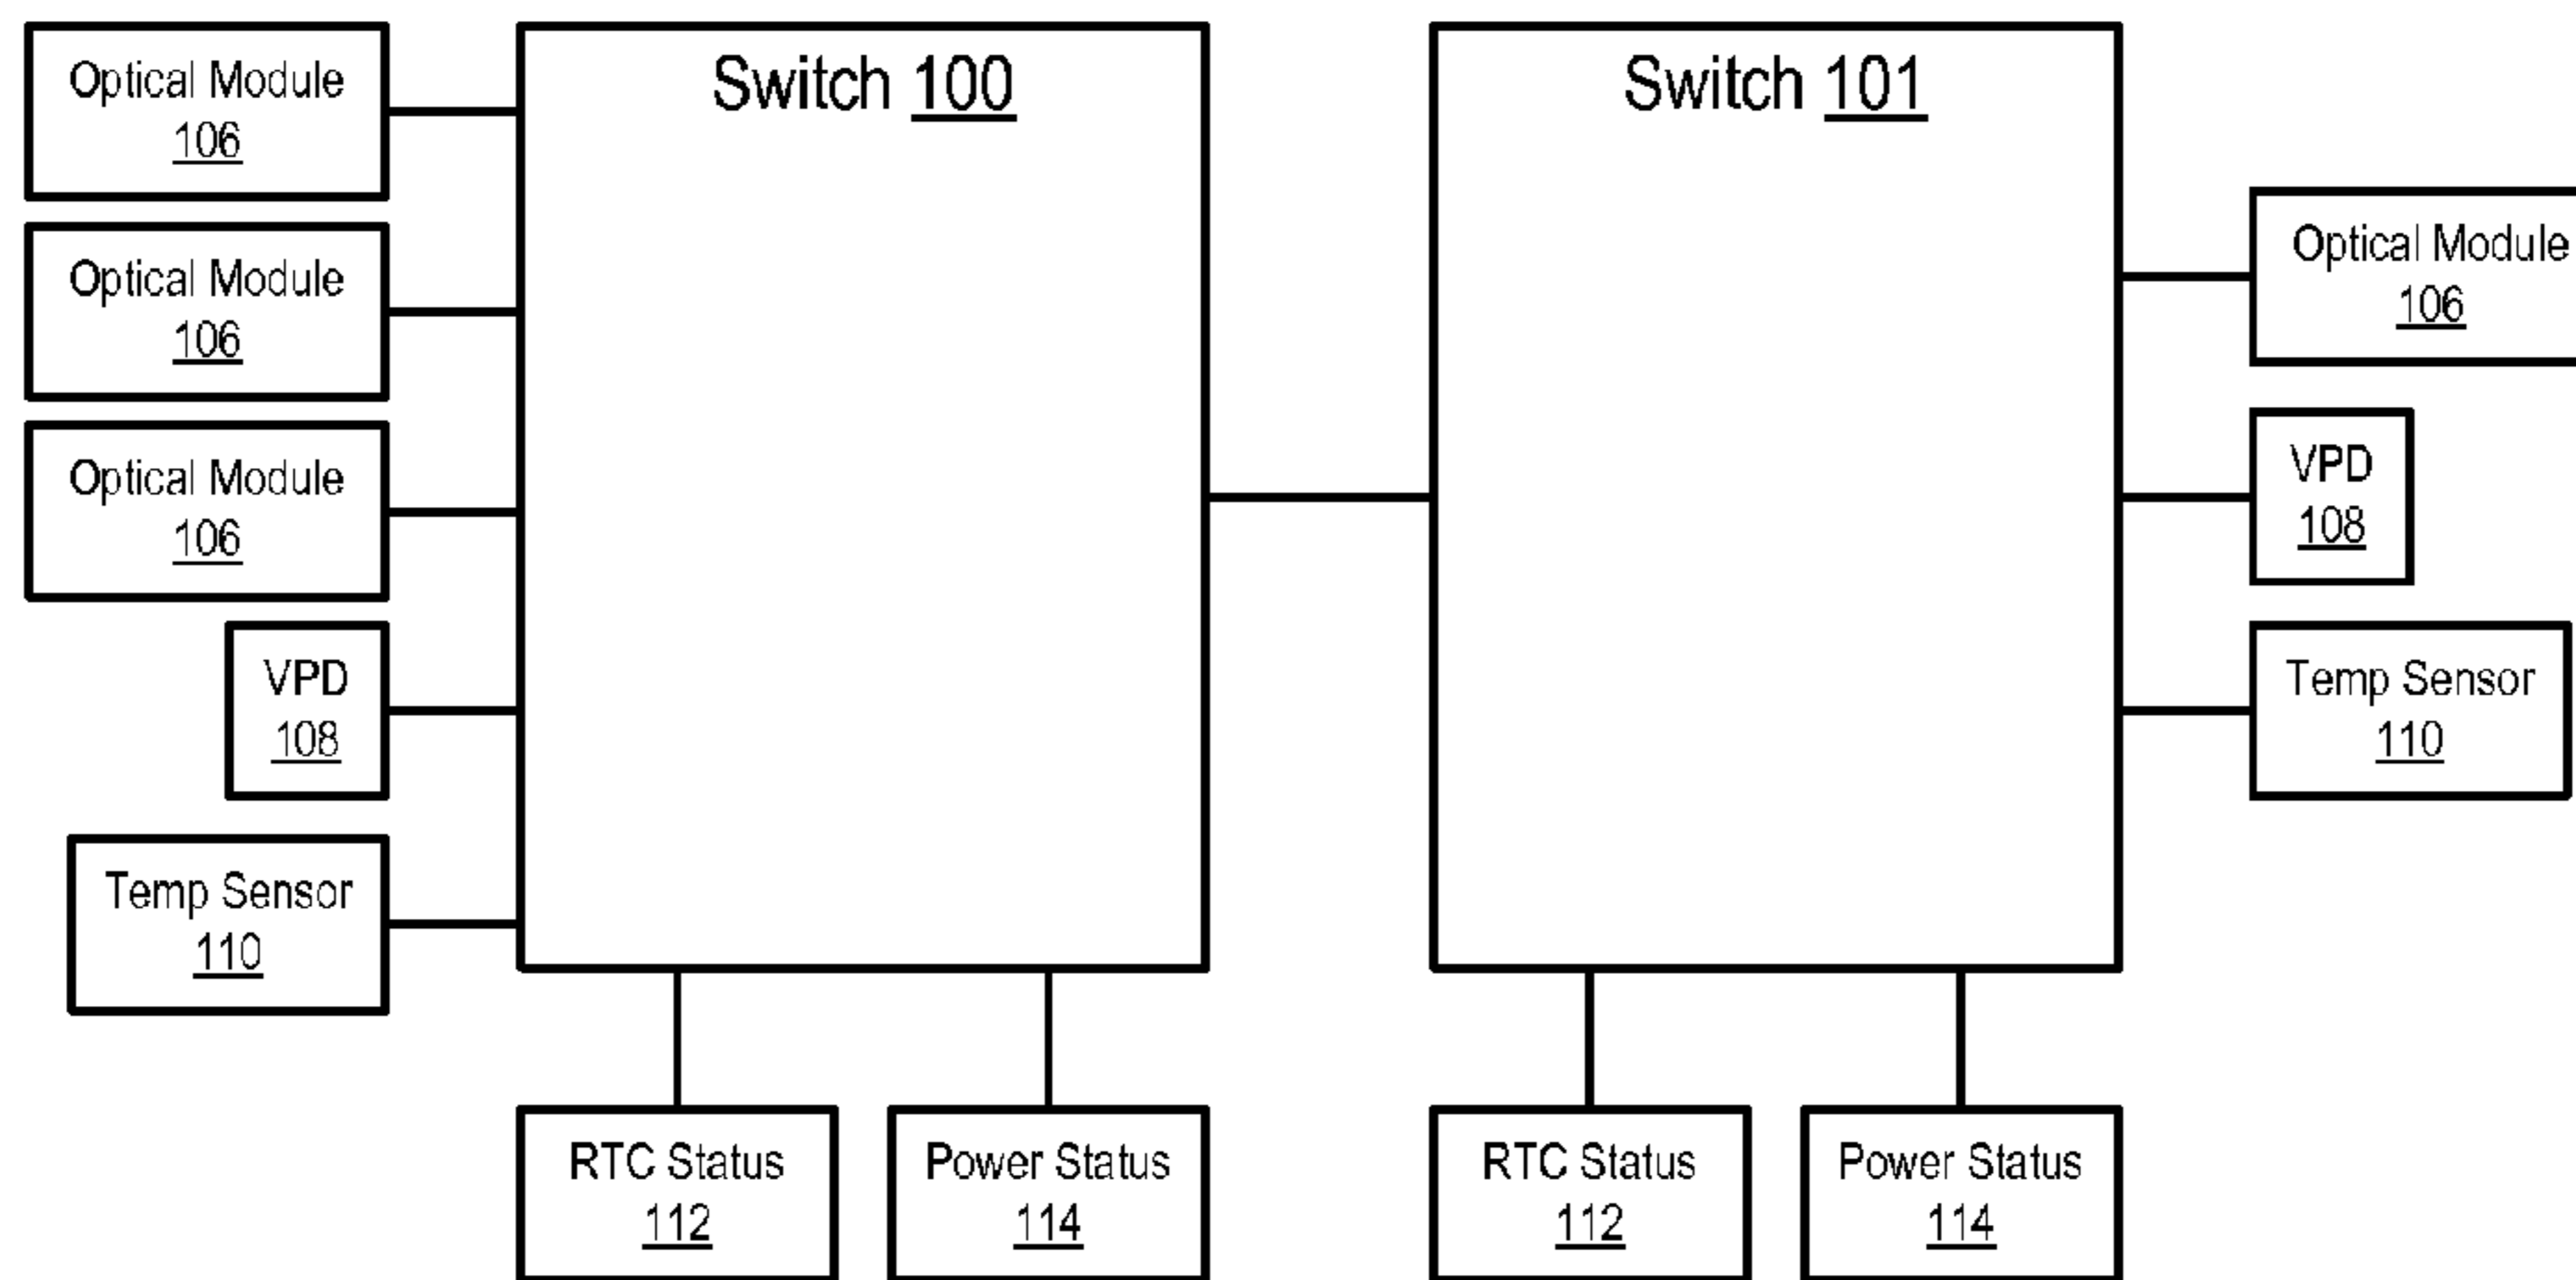 Optical Module
106
Optical Module
106
Optical Module
106
VPD
108
Temp Sensor
110
Switch 100
RTC Status
112
Power Status
114
Switch 101
Optical Module
106
VPD
108
Temp Sensor
110
RTC Status
112
Power Status
114